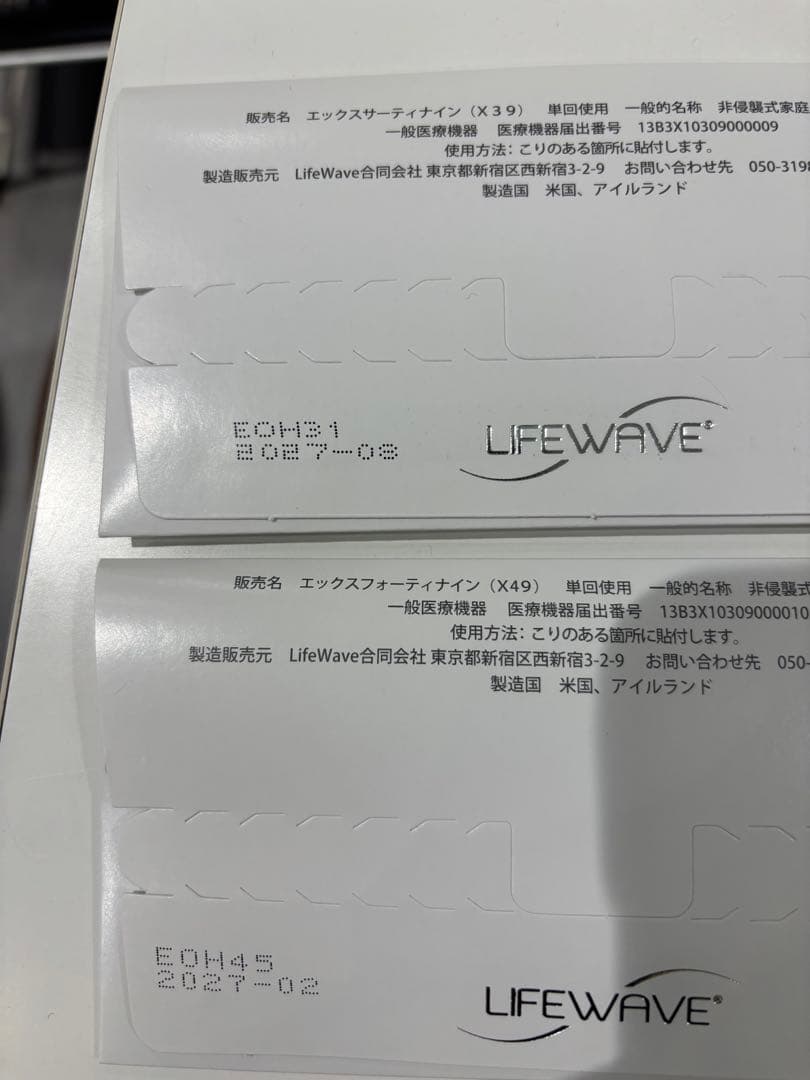 販売名 エックスサーティナイン（X39） 単回使用 一般的名称 非侵襲式家庭
一般医療機器 医療機器届出番号 13B3X10309000009
使用方法：こりのある箇所に貼付します。
製造販売元 LifeWave合同会社 東京都新宿区西新宿3-2-9 お問い合わせ先 050-3198
製造国 米国、アイルランド
EOH31
2027-03
LIFEWAVE®
販売名 エックスフォーティナイン（X49） 単回使用 一般的名称 非侵襲式
一般医療機器 医療機器届出番号 13B3X10309000010
使用方法：こりのある箇所に貼付します。
製造販売元 LifeWave合同会社 東京都新宿区西新宿3-2-9 お問い合わせ先 050-
製造国 米国、アイルランド
EOH45
2027-02
LIFEWAVE®